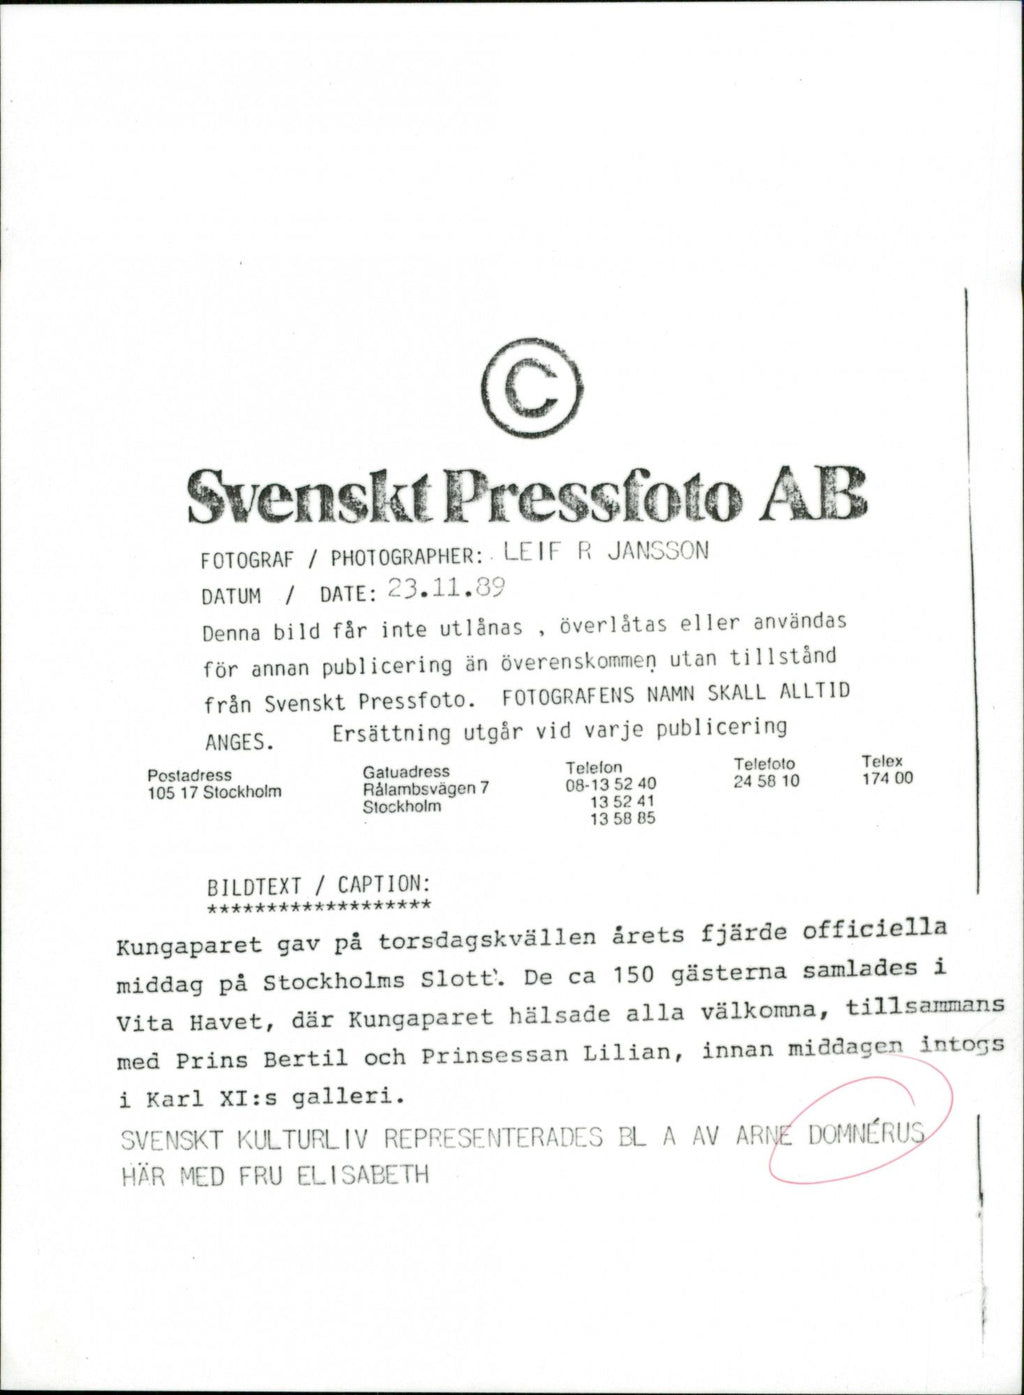 ©
Svenskt Pressfoto AB
FOTOGRAF / PHOTOGRAPHER: LEIF R JANSSON
DATUM / DATE: 23.11.89
Denna bild får inte utlånas , överlåtas eller användas
för annan publicering än överenskommen utan tillstånd
från Svenskt Pressfoto. FOTOGRAFENS NAMN SKALL ALLTID
ANGES. Ersättning utgår vid varje publicering
Postadress
105 17 Stockholm
Gatuadress
Rålambsvägen 7
Stockholm
Telefon
08-13 52 40
13 52 41
13 58 85
Telefoto
24 58 10
Telex
174 00
BILDTEXT / CAPTION:
*******************
Kungaparet gav på torsdagskvällen årets fjärde officiella
middag på Stockholms Slott. De ca 150 gästerna samlades i
Vita Havet, där Kungaparet hälsade alla välkomna, tillsammans
med Prins Bertil och Prinsessan Lilian, innan middagen intogs
i Karl XI:s galleri.
SVENSKT KULTURLIV REPRESENTERADES BL A AV ARNE DOMNÉRUS
HÄR MED FRU ELISABETH